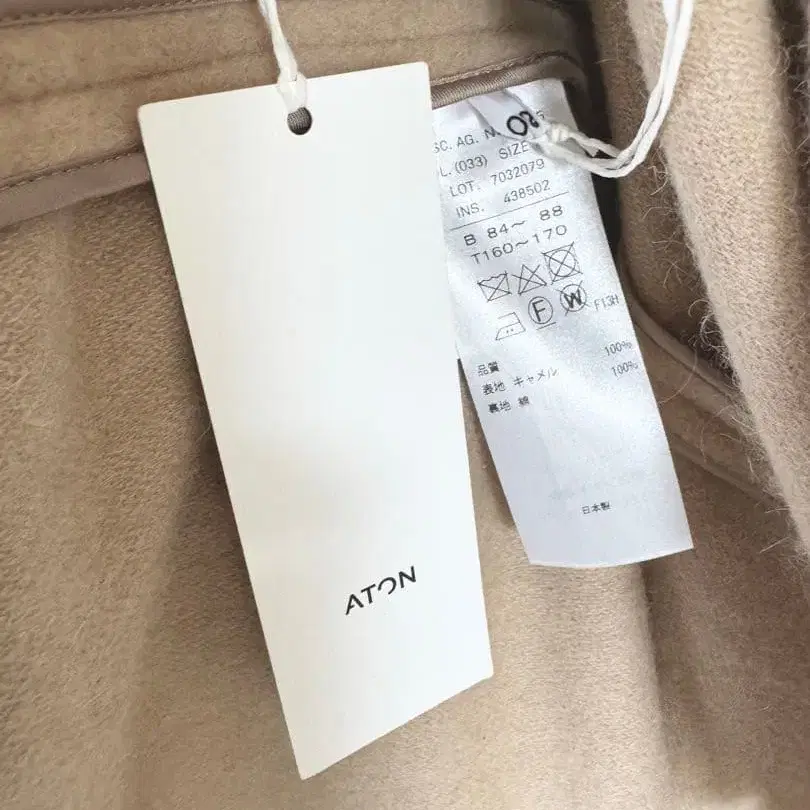 ATON
SC. AG. N.
L. (033) SIZE
LOT. 7032079
INS. 438502
B 84～ 88
T160～170
F W F13H
品質
表地 キャメル 100%
裏地 綿 100%
日本製